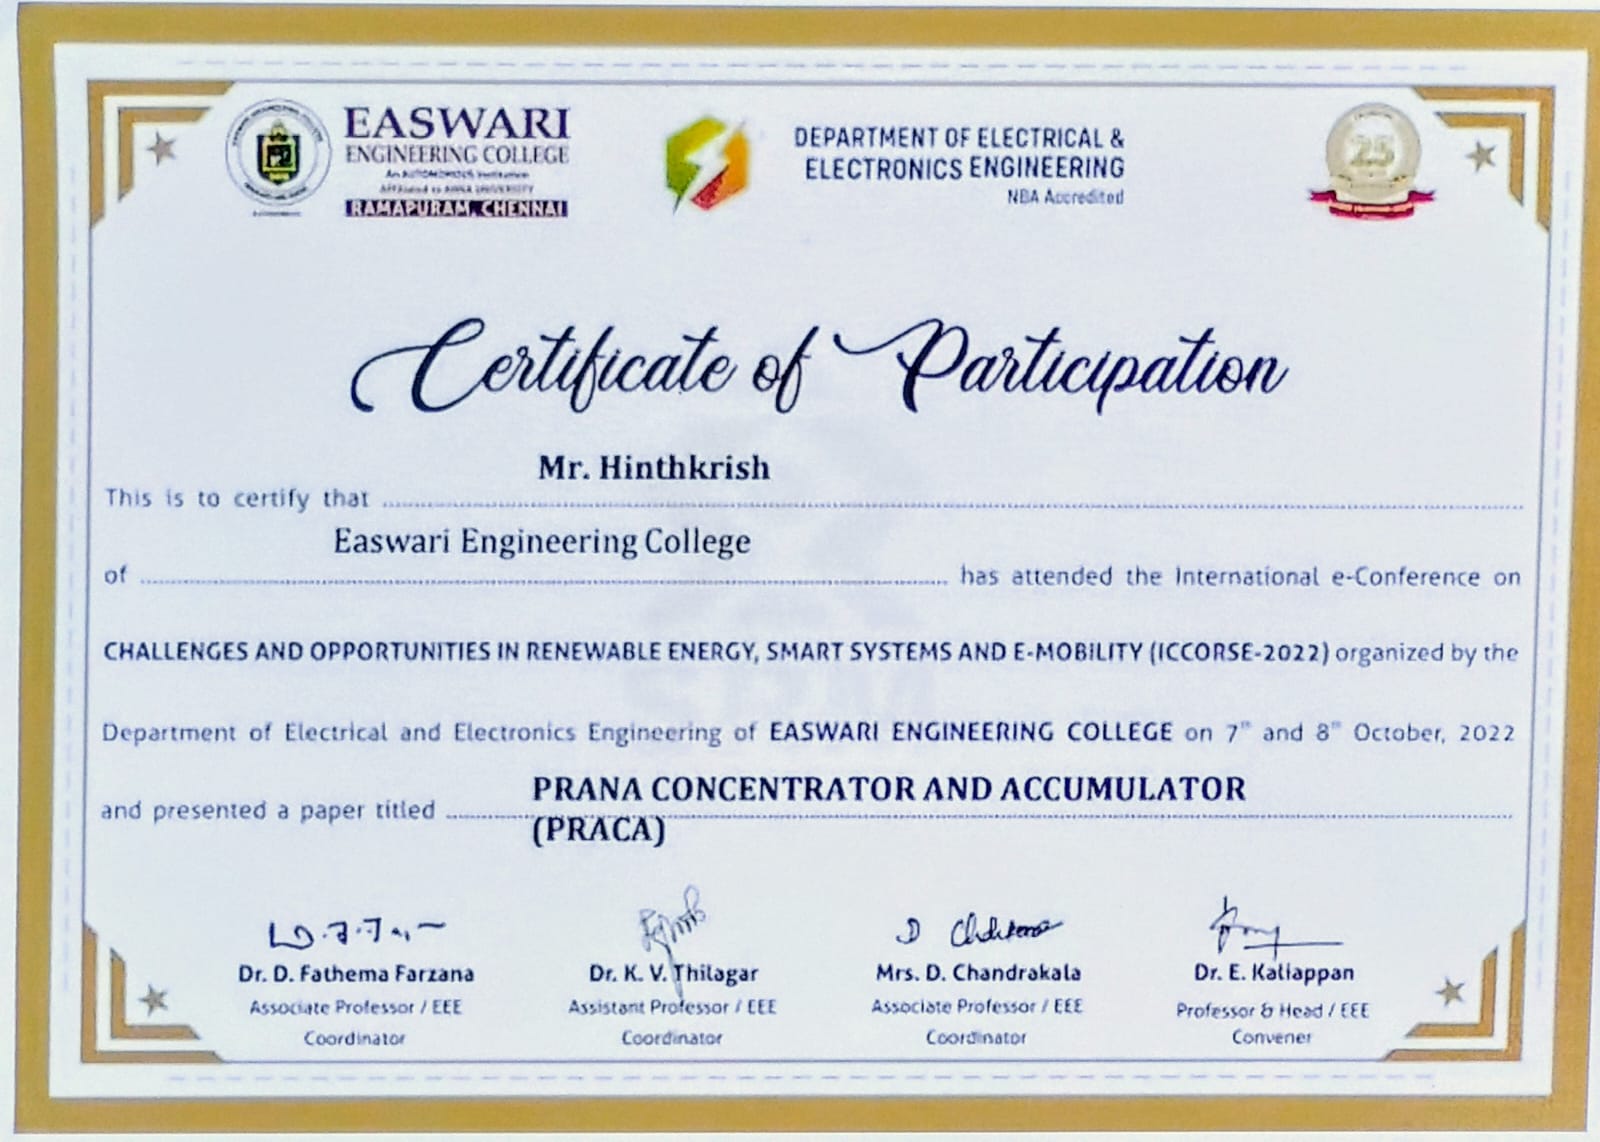 EASWARI
ENGINEERING COLLEGE
An AUTONOMOUS Institution
Affiliated to ANNA UNIVERSITY
RAMAPURAM, CHENNAI
DEPARTMENT OF ELECTRICAL &
ELECTRONICS ENGINEERING
NBA Accredited
25
Certificate of Participation
Mr. Hinthkrish
This is to certify that
Easwari Engineering College
of has attended the International e-Conference on
CHALLENGES AND OPPORTUNITIES IN RENEWABLE ENERGY, SMART SYSTEMS AND E-MOBILITY (ICCORSE-2022) organized by the
Department of Electrical and Electronics Engineering of EASWARI ENGINEERING COLLEGE on 7th and 8th October, 2022
PRANA CONCENTRATOR AND ACCUMULATOR
and presented a paper titled
(PRACA)
Dr. D. Fathema Farzana Dr. K. V. Thilagar Mrs. D. Chandrakala Dr. E. Kaliappan
Associate Professor / EEE Assistant Professor / EEE Associate Professor / EEE Professor & Head / EEE
Coordinator Coordinator Coordinator Convener